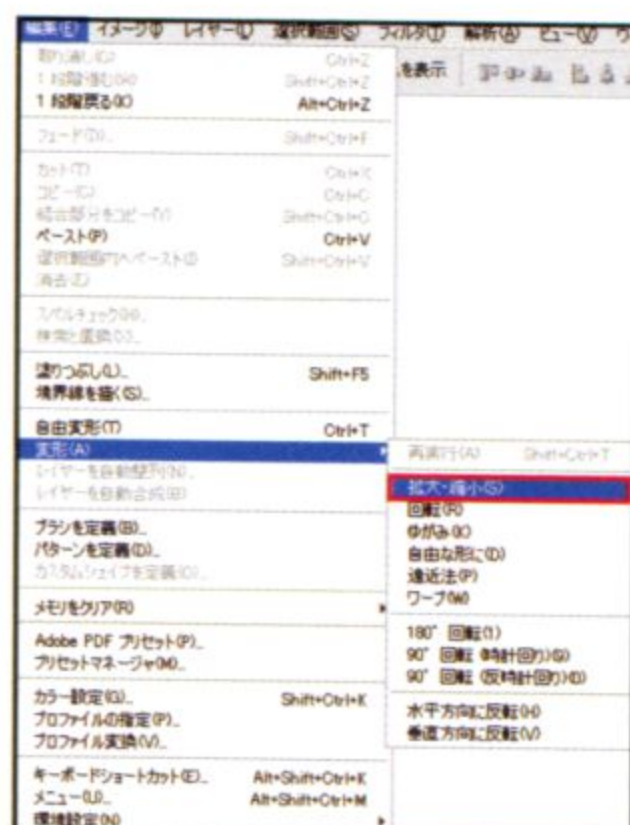 編集(E) イメージ(I) レイヤー(L) 選択範囲(S) フィルタ(T) 解析(A) ビュー(V)
取り消し(O) Ctrl+Z
1 段階進む(W) Shift+Ctrl+Z
1 段階戻る(K) Alt+Ctrl+Z
を表示
フェード(D)... Shift+Ctrl+F
カット(T) Ctrl+X
コピー(C) Ctrl+C
結合部分をコピー(Y) Shift+Ctrl+C
ペースト(P) Ctrl+V
選択範囲内へペースト(I) Shift+Ctrl+V
消去(E)
スペルチェック(H)...
検索と置換(X)...
塗りつぶし(L)... Shift+F5
境界線を描く(S)...
自由変形(T) Ctrl+T
変形(A)
レイヤーを自動整列(N)...
レイヤーを自動合成(B)
ブラシを定義(B)...
パターンを定義(D)...
カスタムシェイプを定義(O)...
メモリをクリア(R)
Adobe PDF プリセット(P)...
プリセットマネージャ(M)...
カラー設定(G)... Shift+Ctrl+K
プロファイルの指定(P)...
プロファイル変換(V)...
キーボードショートカット(E)... Alt+Shift+Ctrl+K
メニュー(U)... Alt+Shift+Ctrl+M
環境設定(N)
再実行(A) Shift+Ctrl+T
拡大・縮小(S)
回転(R)
ゆがみ(K)
自由な形に(D)
遠近法(P)
ワープ(W)
180° 回転(1)
90° 回転 (時計回り)(9)
90° 回転 (反時計回り)(0)
水平方向に反転(H)
垂直方向に反転(V)